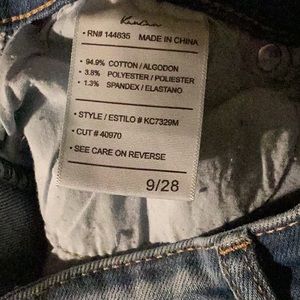 KanCan
• RN# 144635 MADE IN CHINA
• 94.9% COTTON / ALGODON
3.8% POLYESTER / POLIESTER
1.3% SPANDEX / ELASTANO
• STYLE / ESTILO # KC7329M
• CUT # 40970
• SEE CARE ON REVERSE
9/28